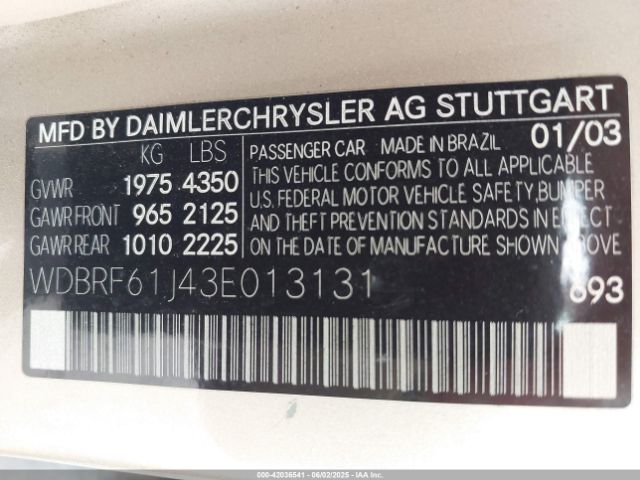 MFD BY DAIMLERCHRYSLER AG STUTTGART
KG LBS
GVWR 1975 4350
GAWR FRONT 965 2125
GAWR REAR 1010 2225
PASSENGER CAR MADE IN BRAZIL 01/03
THIS VEHICLE CONFORMS TO ALL APPLICABLE
U.S. FEDERAL MOTOR VEHICLE SAFETY, BUMPER
AND THEFT PREVENTION STANDARDS IN EFFECT
ON THE DATE OF MANUFACTURE SHOWN ABOVE
WDBRF61J43E013131
693
000-42036541 - 06/02/2025 - IAA Inc.